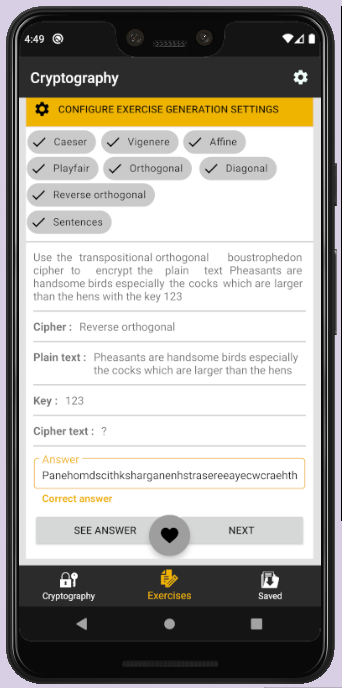 4:49
Cryptography
CONFIGURE EXERCISE GENERATION SETTINGS
Caeser Vigenere Affine
Playfair Orthogonal Diagonal
Reverse orthogonal
Sentences
Use the transpositional orthogonal boustrophedon
cipher to encrypt the plain text Pheasants are
handsome birds especially the cocks which are larger
than the hens with the key 123
Cipher : Reverse orthogonal
Plain text : Pheasants are handsome birds especially
the cocks which are larger than the hens
Key : 123
Cipher text : ?
Answer
Panehomdscithksharganenhstrasereeayecwcraehth
Correct answer
SEE ANSWER NEXT
Cryptography Exercises Saved